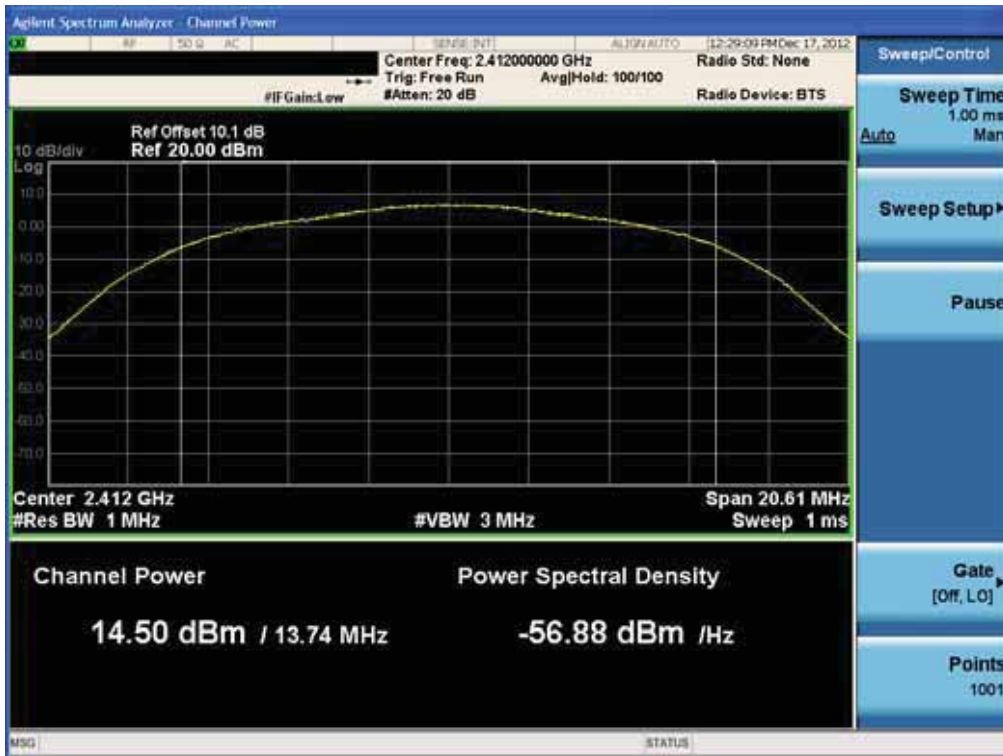 Agilent Spectrum Analyzer - Channel Power
RF 50 Ω AC SENSE:INT ALIGN AUTO 12:29:09 PM Dec 17, 2012
Center Freq: 2.412000000 GHz Radio Std: None
Trig: Free Run Avg|Hold: 100/100
#IFGain:Low #Atten: 20 dB Radio Device: BTS
Ref Offset 10.1 dB
10 dB/div Ref 20.00 dBm
Log
10.0
0.00
-10.0
-20.0
-30.0
-40.0
-50.0
-60.0
-70.0
Center 2.412 GHz Span 20.61 MHz
#Res BW 1 MHz #VBW 3 MHz Sweep 1 ms
Channel Power Power Spectral Density
14.50 dBm / 13.74 MHz -56.88 dBm /Hz
MSG STATUS
Sweep/Control
Sweep Time
1.00 ms
Auto Man
Sweep Setup
Pause
Gate
[Off, LO]
Points
1001